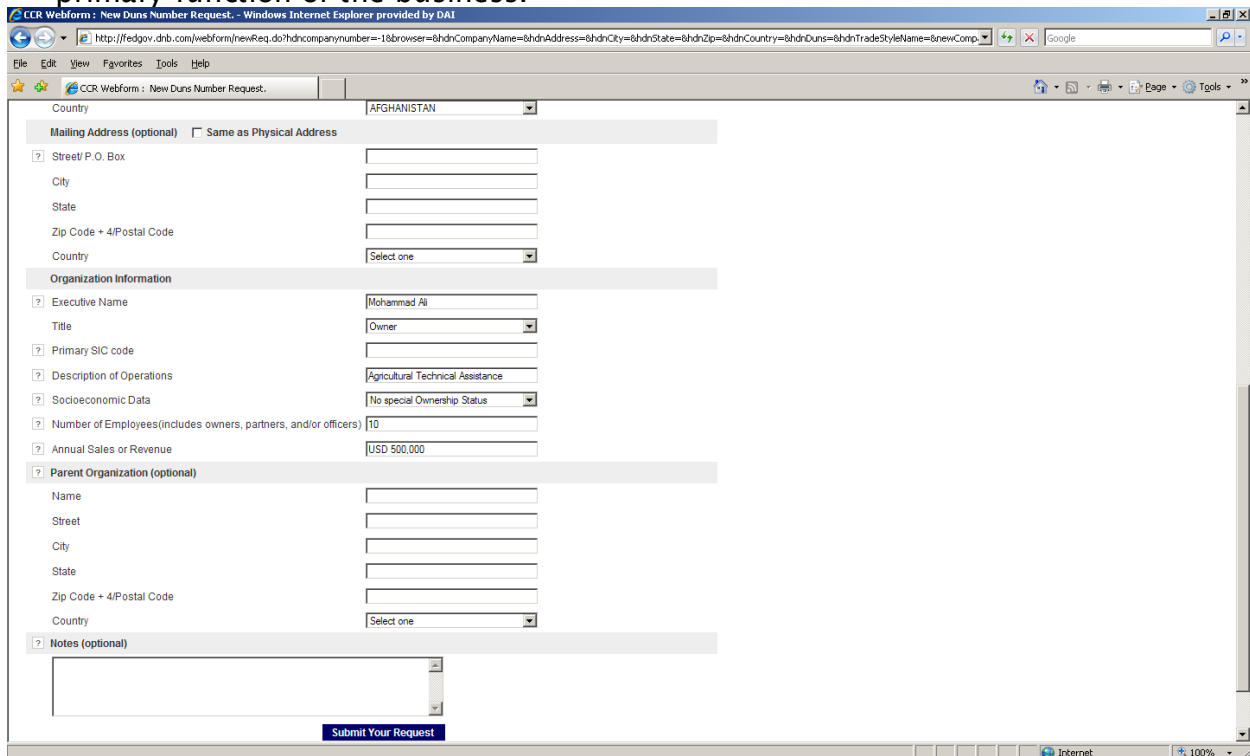 primary function of the business.
CCR Webform : New Duns Number Request. - Windows Internet Explorer provided by DAI
http://fedgov.dnb.com/webform/newReq.do?hdncompanynumber=-1&browser=&hdnCompanyName=&hdnAddress=&hdnCity=&hdnState=&hdnZip=&hdnCountry=&hdnDuns=&hdnTradeStyleName=&newComp Google
File Edit View Favorites Tools Help
CCR Webform : New Duns Number Request. Page Tools »
Country AFGHANISTAN
Mailing Address (optional) Same as Physical Address
? Street/ P.O. Box
City
State
Zip Code + 4/Postal Code
Country Select one
Organization Information
? Executive Name Mohammad Ali
Title Owner
? Primary SIC code
? Description of Operations Agricultural Technical Assistance
? Socioeconomic Data No special Ownership Status
? Number of Employees(includes owners, partners, and/or officers) 10
? Annual Sales or Revenue USD 500,000
? Parent Organization (optional)
Name
Street
City
State
Zip Code + 4/Postal Code
Country Select one
? Notes (optional)
Submit Your Request
Internet 100%